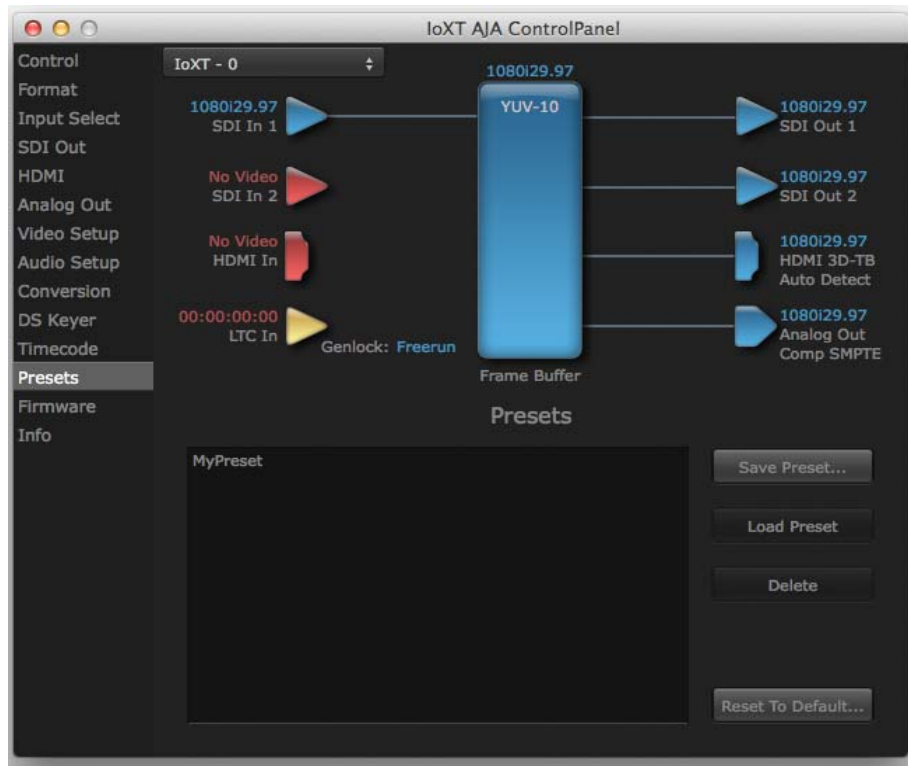 IoXT AJA ControlPanel
Control
Format
Input Select
SDI Out
HDMI
Analog Out
Video Setup
Audio Setup
Conversion
DS Keyer
Timecode
Presets
Firmware
Info
IoXT - 0
1080i29.97
YUV-10
Frame Buffer
1080i29.97
SDI In 1
No Video
SDI In 2
No Video
HDMI In
00:00:00:00
LTC In
Genlock: Freerun
1080i29.97
SDI Out 1
1080i29.97
SDI Out 2
1080i29.97
HDMI 3D-TB
Auto Detect
1080i29.97
Analog Out
Comp SMPTE
Presets
MyPreset
Save Preset...
Load Preset
Delete
Reset To Default...